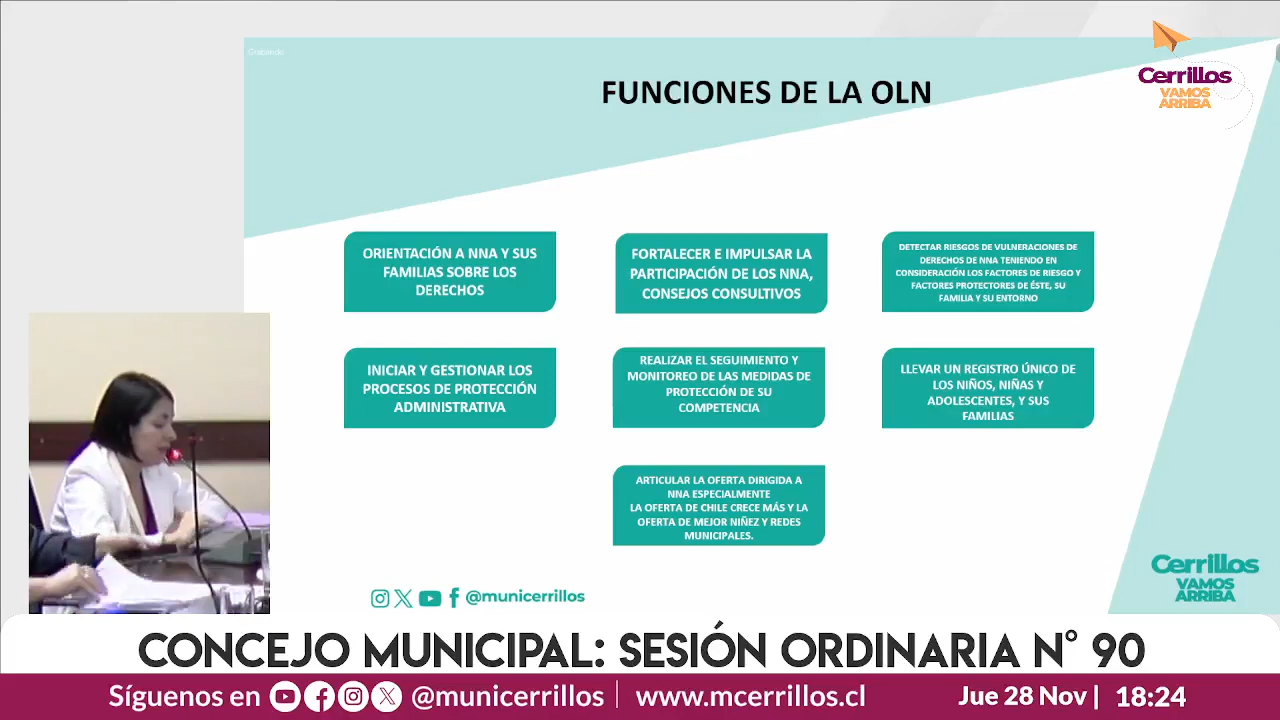 Grabando
Cerrillos
VAMOS
ARRIBA
FUNCIONES DE LA OLN
ORIENTACIÓN A NNA Y SUS
FAMILIAS SOBRE LOS
DERECHOS
FORTALECER E IMPULSAR LA
PARTICIPACIÓN DE LOS NNA,
CONSEJOS CONSULTIVOS
DETECTAR RIESGOS DE VULNERACIONES DE
DERECHOS DE NNA TENIENDO EN
CONSIDERACIÓN LOS FACTORES DE RIESGO Y
FACTORES PROTECTORES DE ÉSTE, SU
FAMILIA Y SU ENTORNO
INICIAR Y GESTIONAR LOS
PROCESOS DE PROTECCIÓN
ADMINISTRATIVA
REALIZAR EL SEGUIMIENTO Y
MONITOREO DE LAS MEDIDAS DE
PROTECCIÓN DE SU
COMPETENCIA
LLEVAR UN REGISTRO ÚNICO DE
LOS NIÑOS, NIÑAS Y
ADOLESCENTES, Y SUS
FAMILIAS
ARTICULAR LA OFERTA DIRIGIDA A
NNA ESPECIALMENTE
LA OFERTA DE CHILE CRECE MÁS Y LA
OFERTA DE MEJOR NIÑEZ Y REDES
MUNICIPALES.
@municerrillos
Cerrillos
VAMOS
ARRIBA
CONCEJO MUNICIPAL: SESIÓN ORDINARIA N° 90
Síguenos en @municerrillos | www.mcerrillos.cl Jue 28 Nov | 18:24